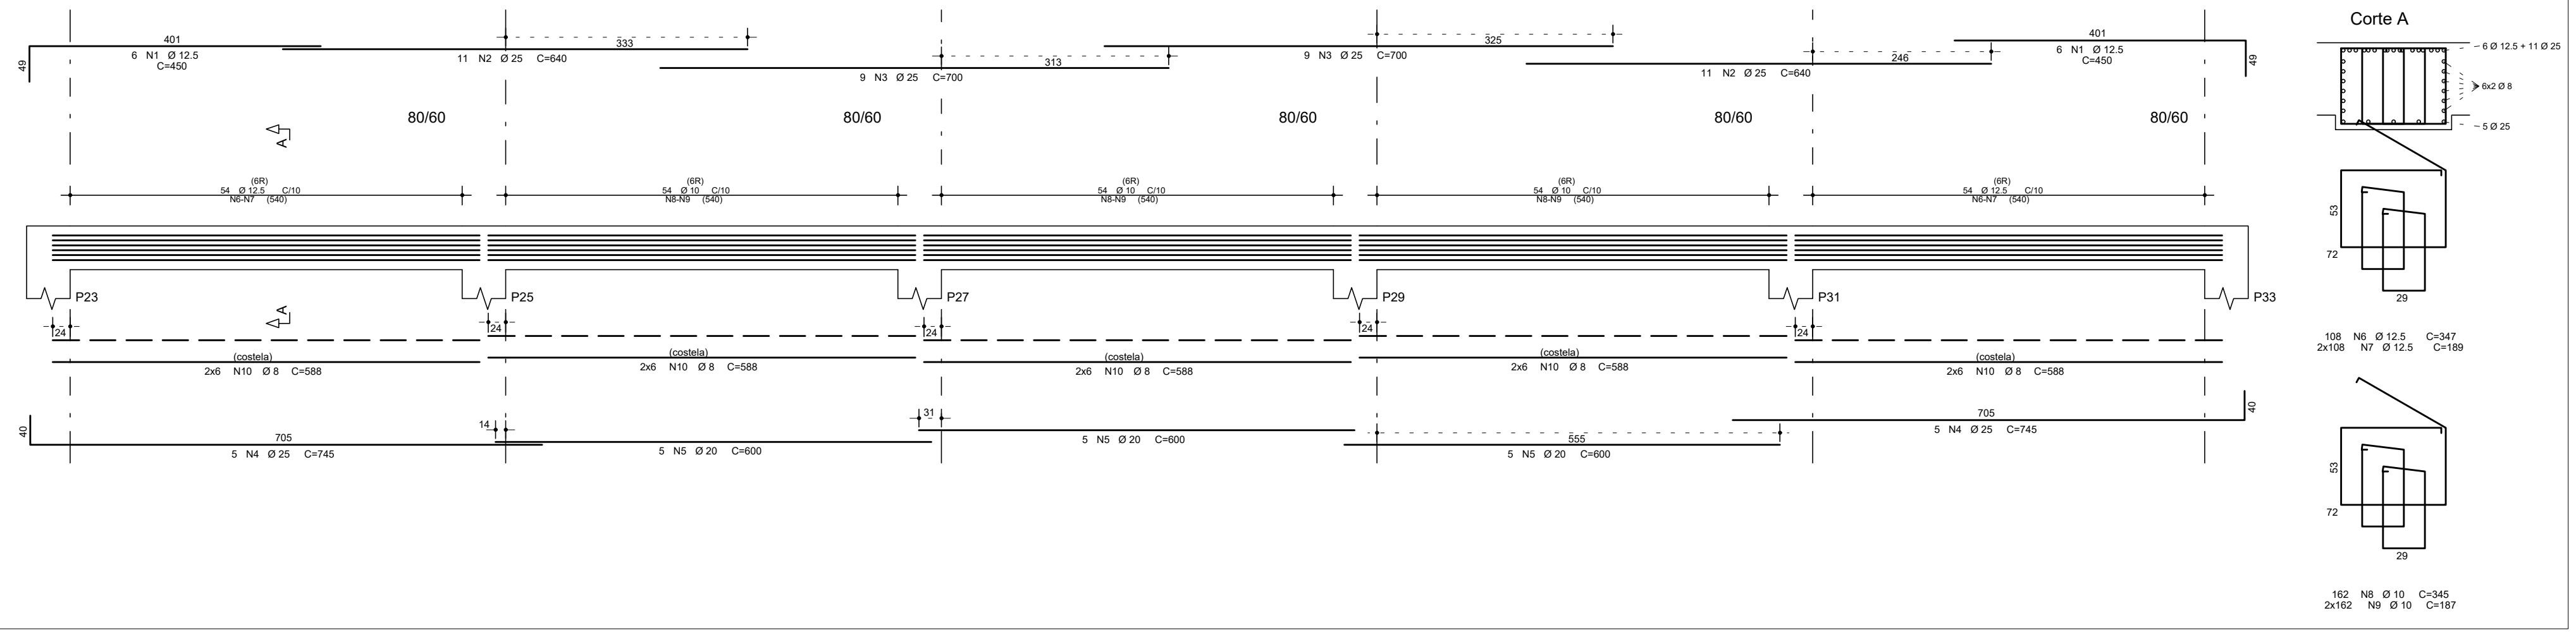 401
6 N1 Ø 12.5
C=450
49
333
11 N2 Ø 25 C=640
313
9 N3 Ø 25 C=700
325
9 N3 Ø 25 C=700
246
11 N2 Ø 25 C=640
401
6 N1 Ø 12.5
C=450
49
80/60
80/60
80/60
80/60
80/60
A
(6R)
54 Ø 12.5 C/10
N6-N7 (540)
(6R)
54 Ø 10 C/10
N8-N9 (540)
(6R)
54 Ø 10 C/10
N8-N9 (540)
(6R)
54 Ø 10 C/10
N8-N9 (540)
(6R)
54 Ø 12.5 C/10
N6-N7 (540)
P23
P25
P27
P29
P31
P33
A
24
24
24
24
24
(costela)
2x6 N10 Ø 8 C=588
(costela)
2x6 N10 Ø 8 C=588
(costela)
2x6 N10 Ø 8 C=588
(costela)
2x6 N10 Ø 8 C=588
(costela)
2x6 N10 Ø 8 C=588
40
705
5 N4 Ø 25 C=745
14
5 N5 Ø 20 C=600
31
5 N5 Ø 20 C=600
555
5 N5 Ø 20 C=600
705
5 N4 Ø 25 C=745
40
Corte A
6 Ø 12.5 + 11 Ø 25
6x2 Ø 8
5 Ø 25
53
72
29
108 N6 Ø 12.5 C=347
2x108 N7 Ø 12.5 C=189
53
72
29
162 N8 Ø 10 C=345
2x162 N9 Ø 10 C=187